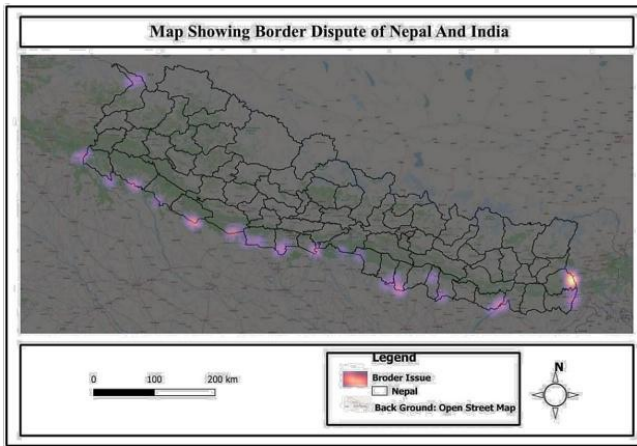 Map Showing Border Dispute of Nepal And India
0 100 200 km
Legend
Broder Issue
Nepal
Back Ground: Open Street Map
N